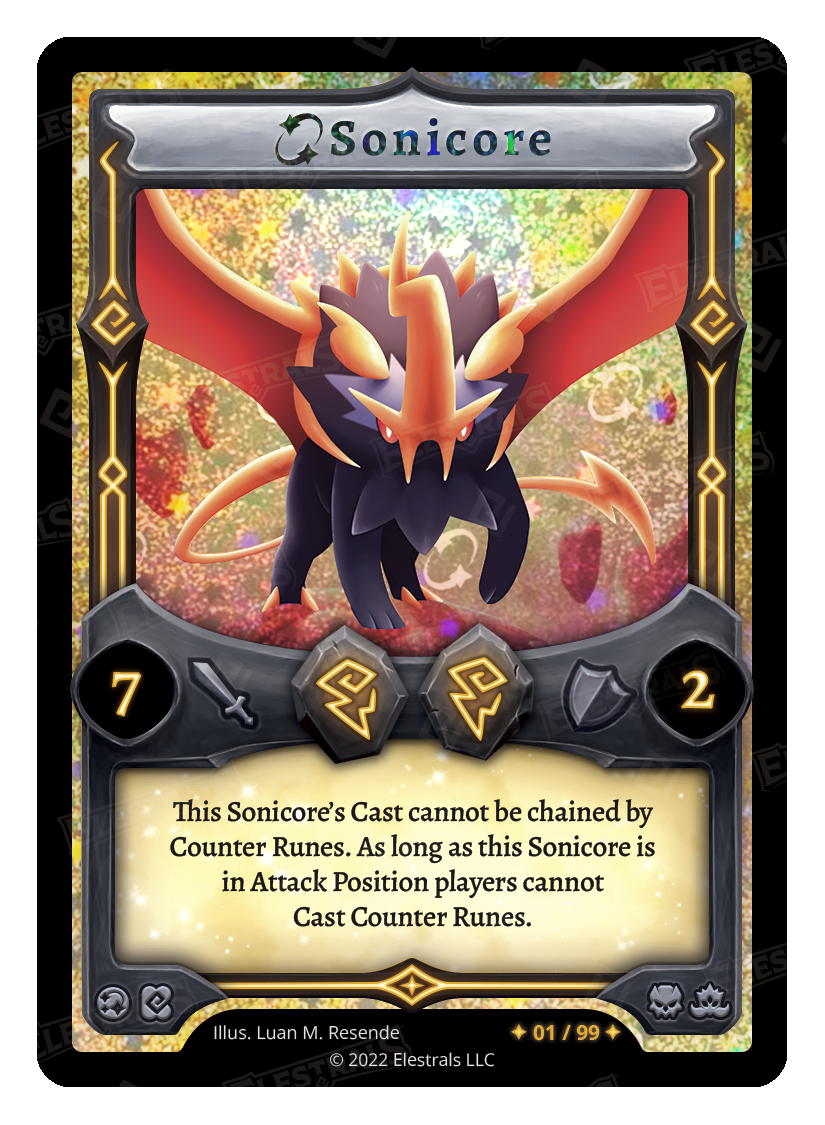 Sonicore
7
2
This Sonicore’s Cast cannot be chained by
Counter Runes. As long as this Sonicore is
in Attack Position players cannot
Cast Counter Runes.
Illus. Luan M. Resende
01 / 99
© 2022 Elestrals LLC
ELESTRALS